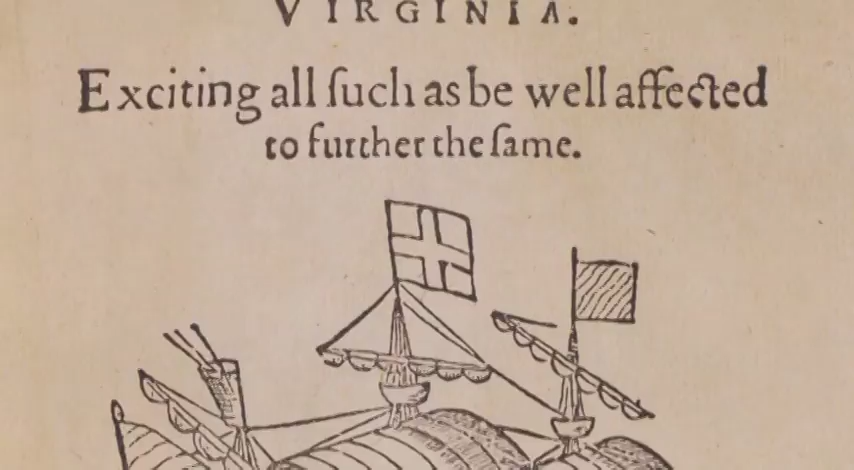 VIRGINIA.
Exciting all ſuch as be well affected
to further the ſame.